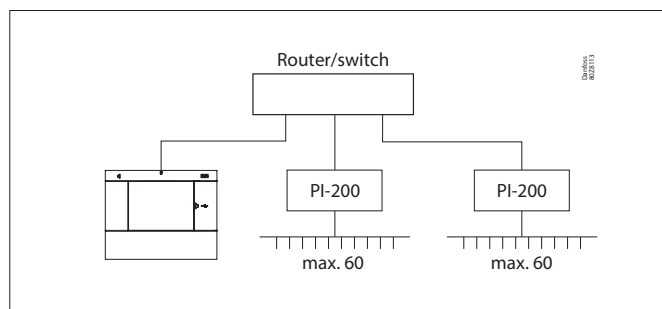 Router/switch
Danfoss
80Z8113
PI-200
PI-200
max. 60
max. 60